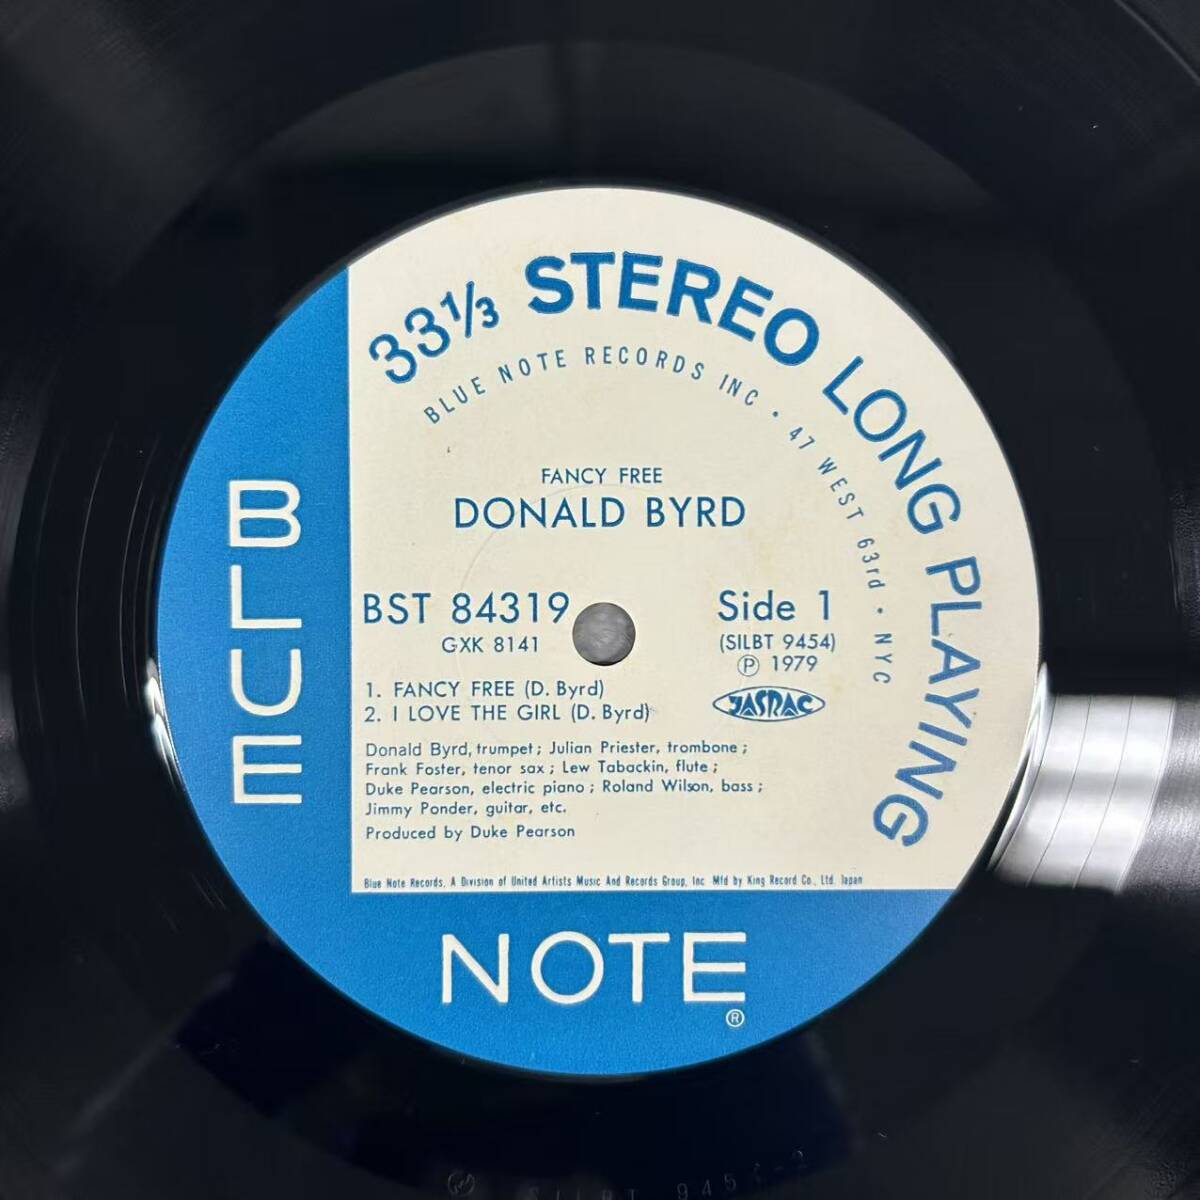 33⅓ STEREO LONG PLAYING
BLUE NOTE RECORDS INC • 47 WEST 63rd • NYC
FANCY FREE
DONALD BYRD
BST 84319
GXK 8141
Side 1
(SILBT 9454)
Ⓟ 1979
JASRAC
1. FANCY FREE (D. Byrd)
2. I LOVE THE GIRL (D. Byrd)
Donald Byrd, trumpet ; Julian Priester, trombone ;
Frank Foster, tenor sax ; Lew Tabackin, flute ;
Duke Pearson, electric piano ; Roland Wilson, bass ;
Jimmy Ponder, guitar, etc.
Produced by Duke Pearson
Blue Note Records, A Division of United Artists Music And Records Group, Inc Mfd by King Record Co., Ltd. Japan
BLUE
NOTE®
SILBT 9454-2